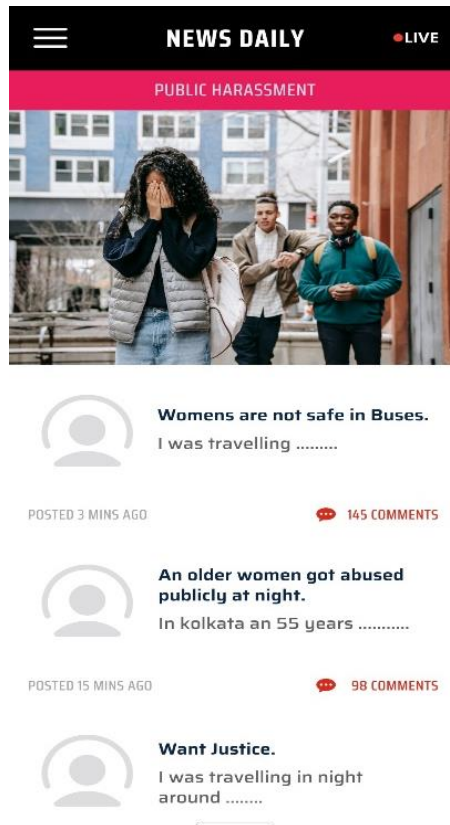 NEWS DAILY
LIVE
PUBLIC HARASSMENT
Womens are not safe in Buses.
I was travelling .........
POSTED 3 MINS AGO
145 COMMENTS
An older women got abused
publicly at night.
In kolkata an 55 years ...........
POSTED 15 MINS AGO
98 COMMENTS
Want Justice.
I was travelling in night
around ........